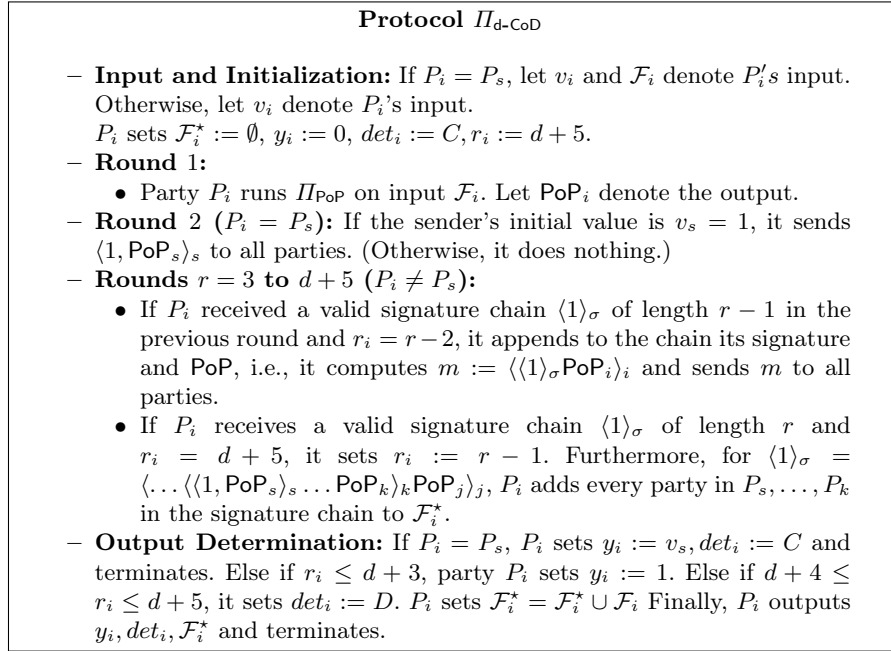 Protocol Π_d-CoD
– Input and Initialization: If P_i = P_s, let v_i and F_i denote P_i's input.
Otherwise, let v_i denote P_i's input.
P_i sets F_i^⋆ := ∅, y_i := 0, det_i := C, r_i := d + 5.
– Round 1:
• Party P_i runs Π_PoP on input F_i. Let PoP_i denote the output.
– Round 2 (P_i = P_s): If the sender's initial value is v_s = 1, it sends
⟨1, PoP_s⟩_s to all parties. (Otherwise, it does nothing.)
– Rounds r = 3 to d + 5 (P_i ≠ P_s):
• If P_i received a valid signature chain ⟨1⟩_σ of length r − 1 in the
previous round and r_i = r − 2, it appends to the chain its signature
and PoP, i.e., it computes m := ⟨⟨1⟩_σ PoP_i⟩_i and sends m to all
parties.
• If P_i receives a valid signature chain ⟨1⟩_σ of length r and
r_i = d + 5, it sets r_i := r − 1. Furthermore, for ⟨1⟩_σ =
⟨. . . ⟨⟨1, PoP_s⟩_s . . . PoP_k⟩_k PoP_j⟩_j, P_i adds every party in P_s, . . . , P_k
in the signature chain to F_i^⋆.
– Output Determination: If P_i = P_s, P_i sets y_i := v_s, det_i := C and
terminates. Else if r_i ≤ d + 3, party P_i sets y_i := 1. Else if d + 4 ≤
r_i ≤ d + 5, it sets det_i := D. P_i sets F_i^⋆ = F_i^⋆ ∪ F_i Finally, P_i outputs
y_i, det_i, F_i^⋆ and terminates.